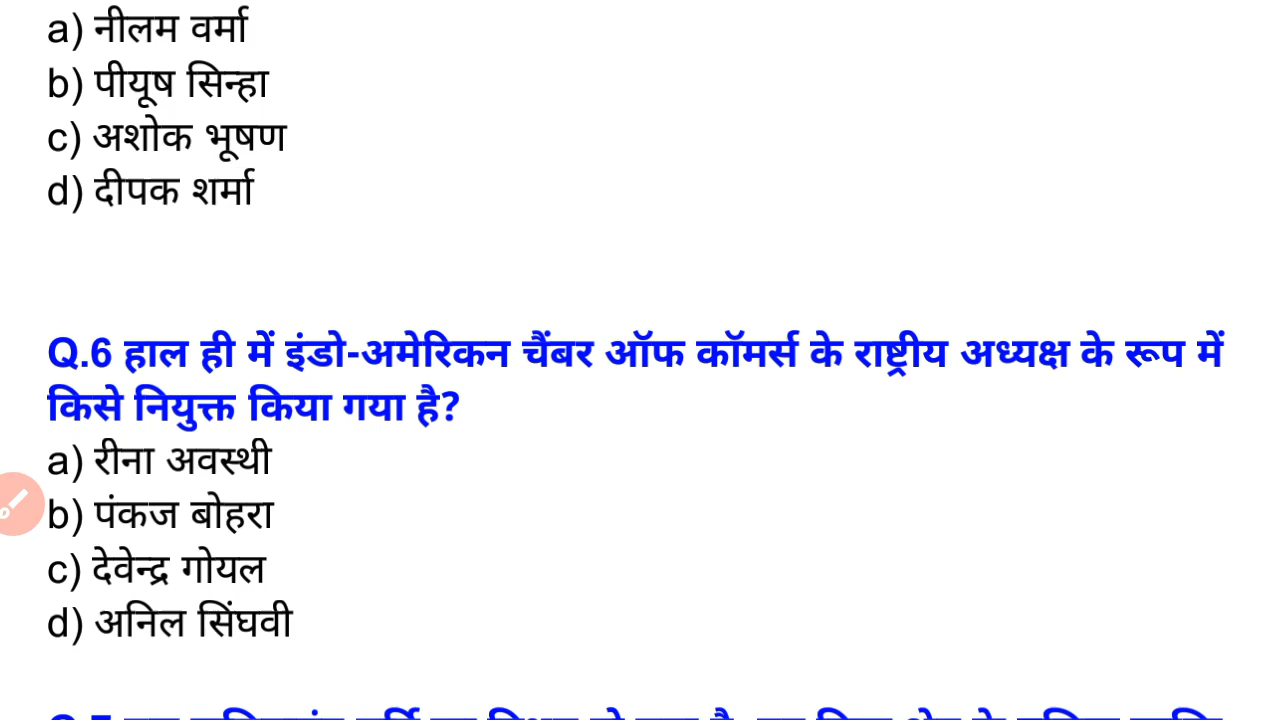 a) नीलम वर्मा
b) पीयूष सिन्हा
c) अशोक भूषण
d) दीपक शर्मा
Q.6 हाल ही में इंडो-अमेरिकन चैंबर ऑफ कॉमर्स के राष्ट्रीय अध्यक्ष के रूप में
किसे नियुक्त किया गया है?
a) रीना अवस्थी
b) पंकज बोहरा
c) देवेन्द्र गोयल
d) अनिल सिंघवी